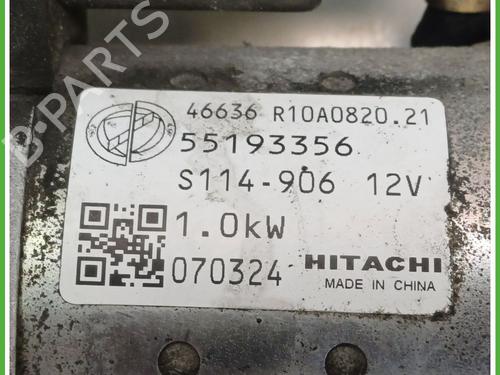 B-PARTS
46636 R10A0820.21
55193356
S114-906 12V
1.0kW
070324 HITACHI
MADE IN CHINA